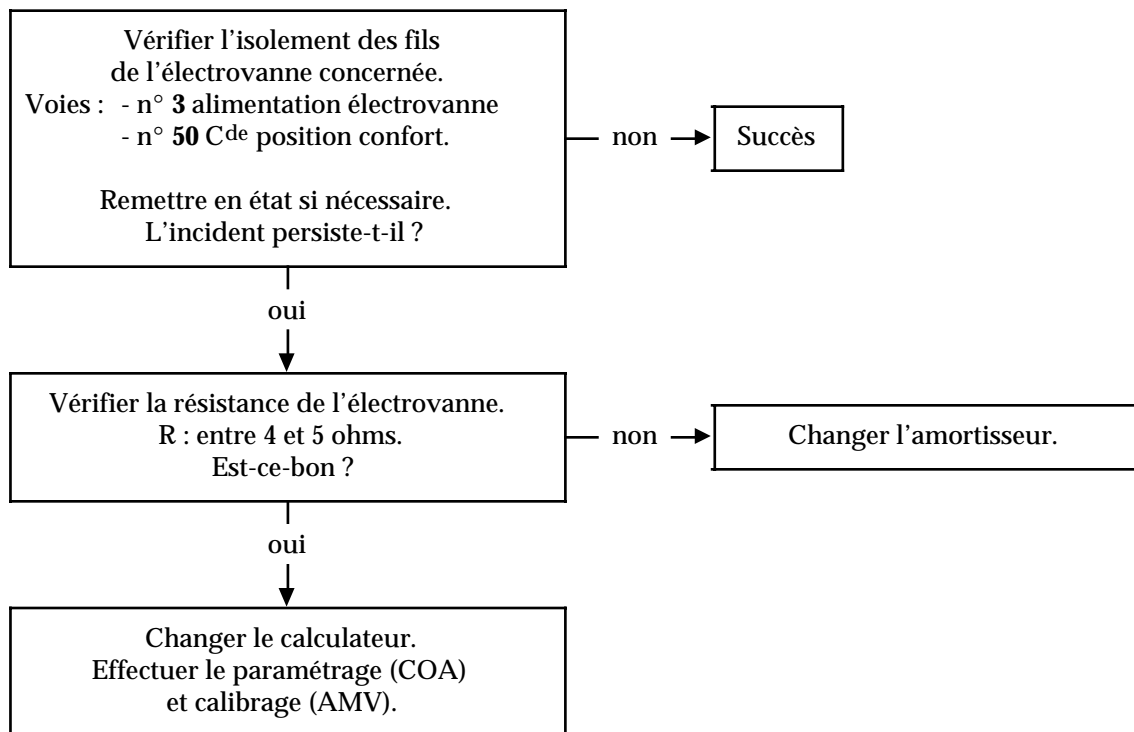 Vérifier l’isolement des fils
de l’électrovanne concernée.
Voies : - n° 3 alimentation électrovanne
- n° 50 Cde position confort.
non
Succès
Remettre en état si nécessaire.
L’incident persiste-t-il ?
oui
Vérifier la résistance de l’électrovanne.
R : entre 4 et 5 ohms.
Est-ce-bon ?
non
Changer l’amortisseur.
oui
Changer le calculateur.
Effectuer le paramétrage (COA)
et calibrage (AMV).